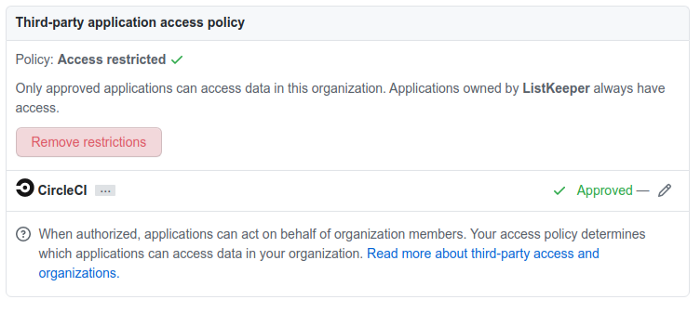 Third-party application access policy
Policy: Access restricted
Only approved applications can access data in this organization. Applications owned by ListKeeper always have
access.
Remove restrictions
CircleCI ... Approved —
When authorized, applications can act on behalf of organization members. Your access policy determines
which applications can access data in your organization. Read more about third-party access and
organizations.